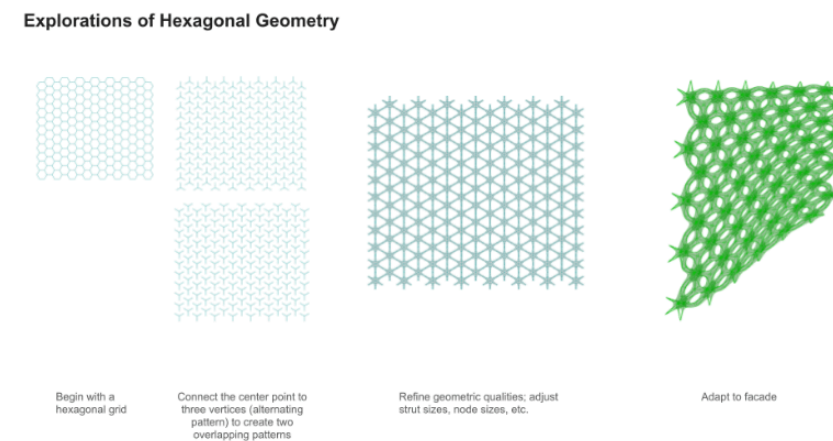 Explorations of Hexagonal Geometry
Begin with a
hexagonal grid
Connect the center point to
three vertices (alternating
pattern) to create two
overlapping patterns
Refine geometric qualities; adjust
strut sizes, node sizes, etc.
Adapt to facade